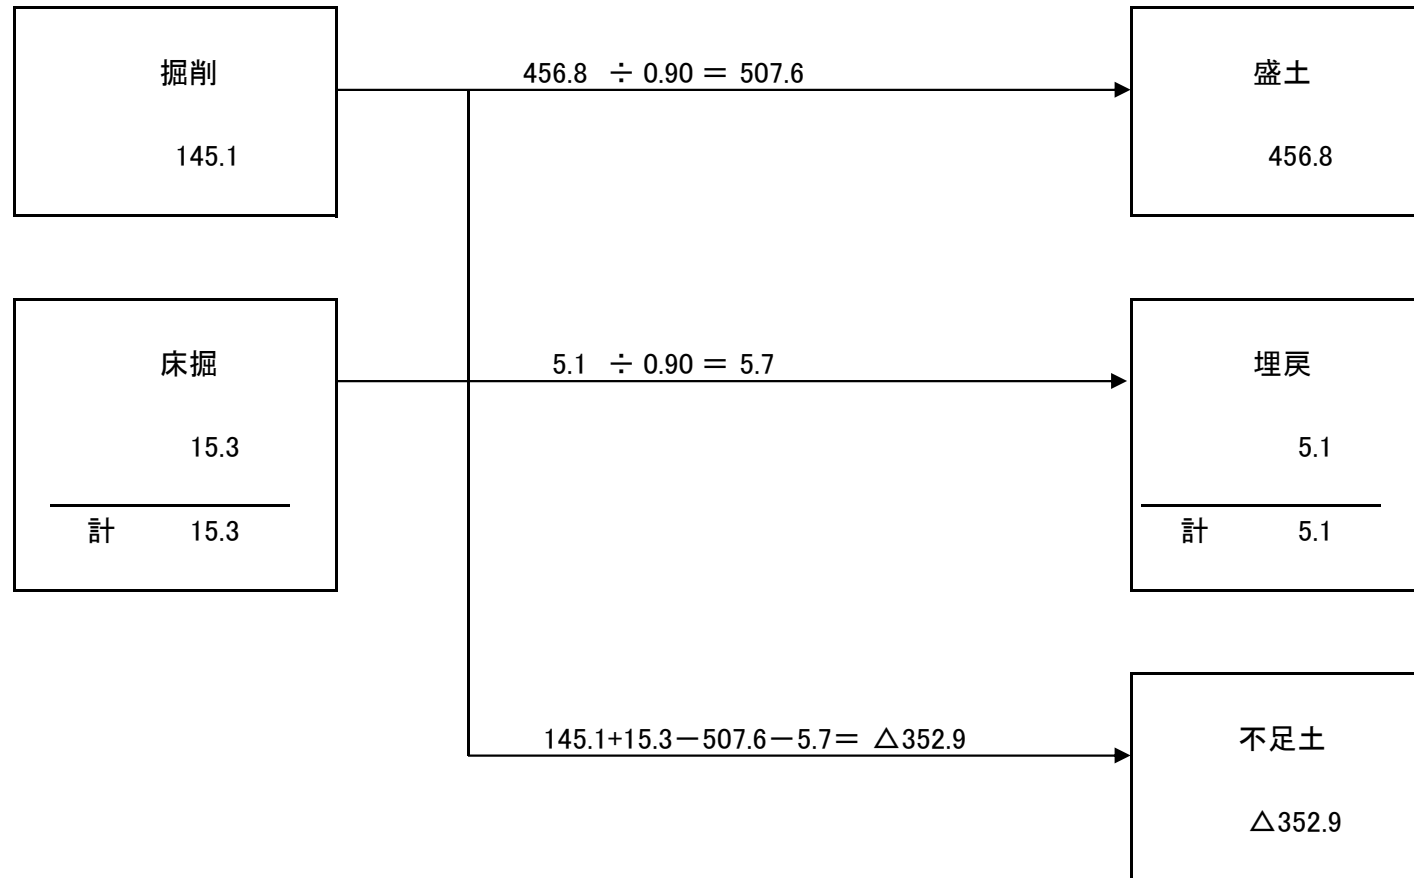 掘削
456.8 ÷ 0.90 ＝ 507.6
盛土
145.1
456.8
床掘
5.1 ÷ 0.90 ＝ 5.7
埋戻
15.3
5.1
計 15.3
計 5.1
145.1+15.3－507.6－5.7＝ △352.9
不足土
△352.9